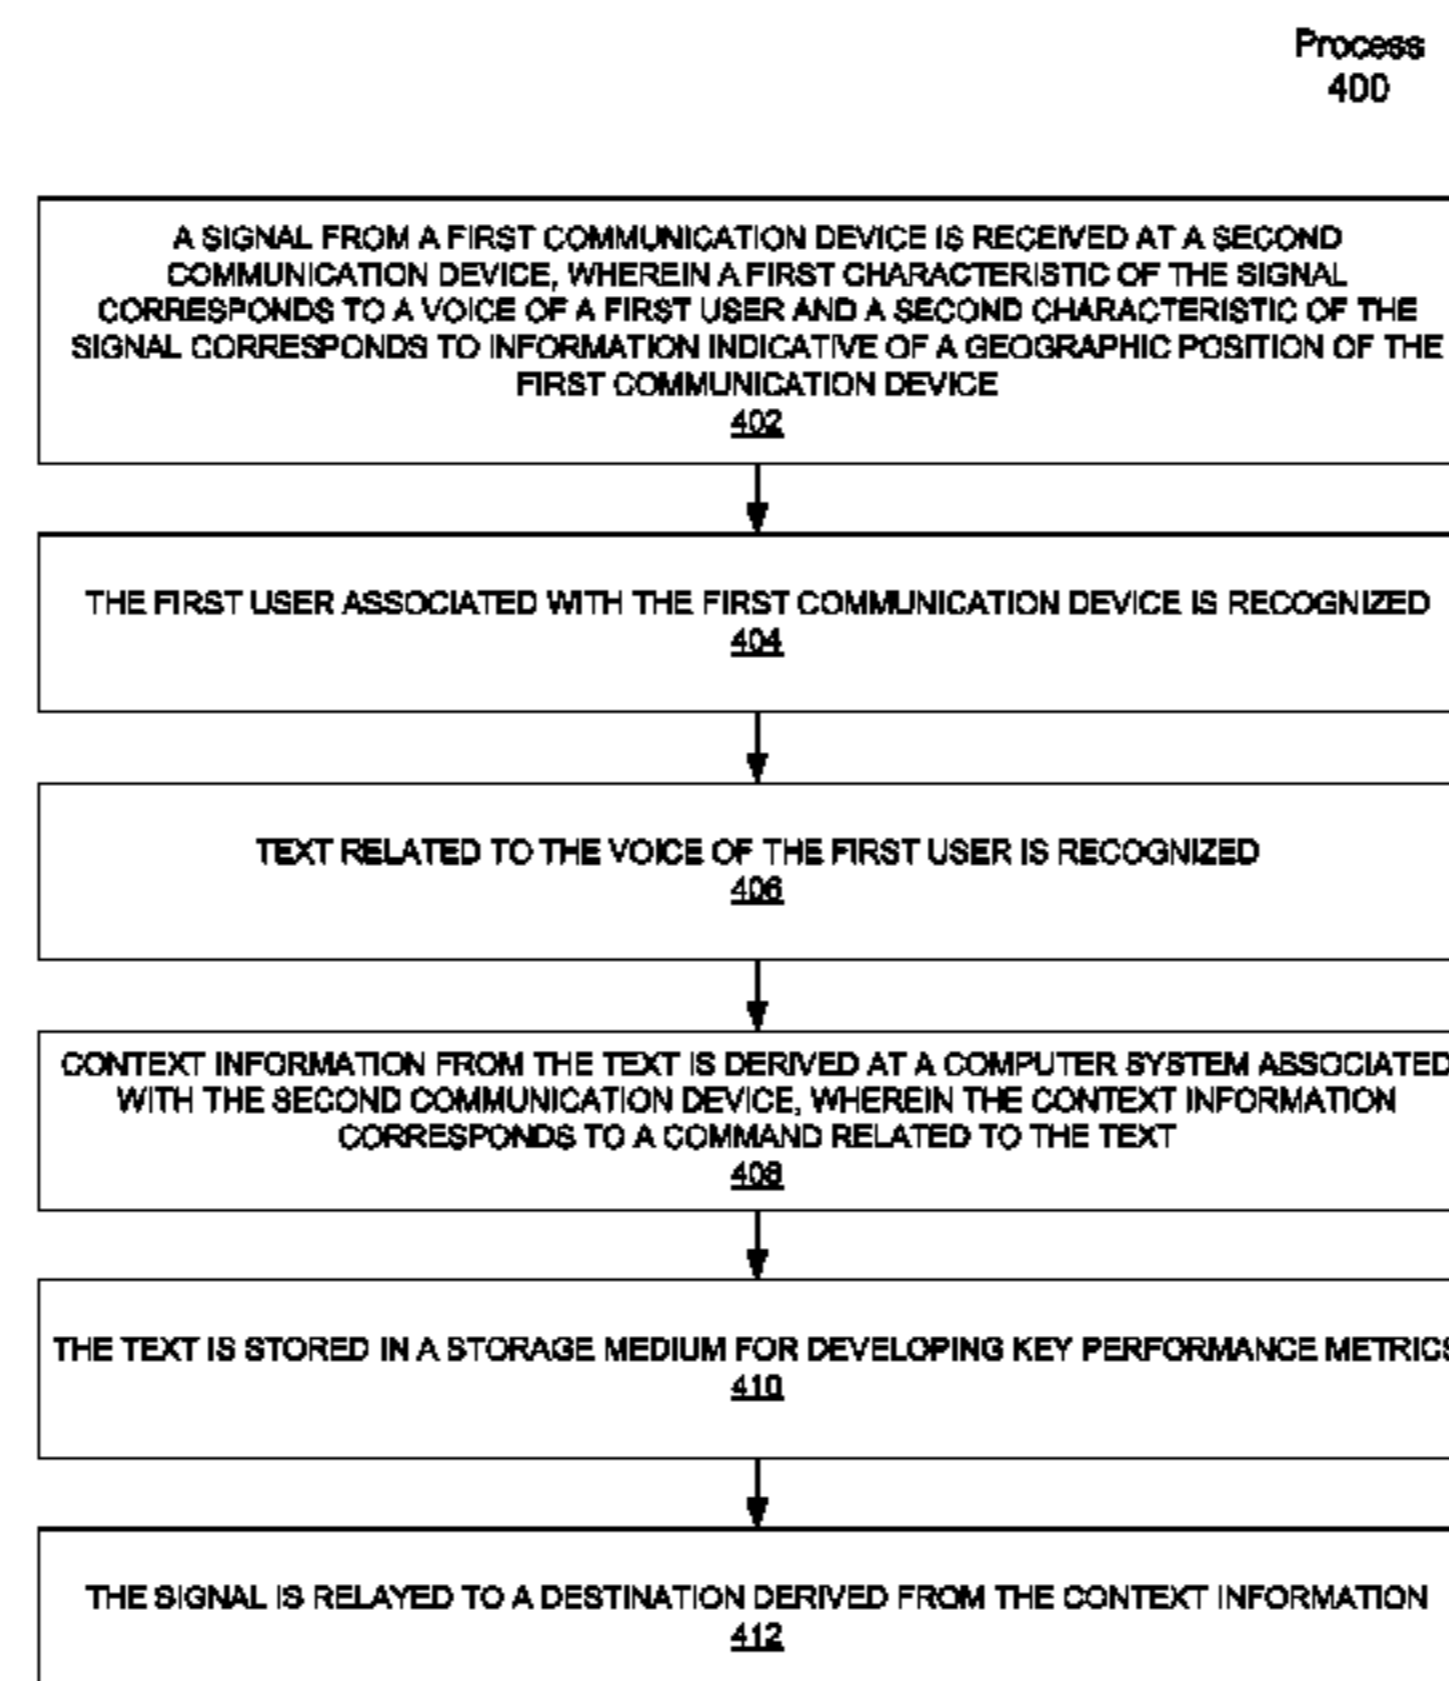 Process
400
A SIGNAL FROM A FIRST COMMUNICATION DEVICE IS RECEIVED AT A SECOND
COMMUNICATION DEVICE, WHEREIN A FIRST CHARACTERISTIC OF THE SIGNAL
CORRESPONDS TO A VOICE OF A FIRST USER AND A SECOND CHARACTERISTIC OF THE
SIGNAL CORRESPONDS TO INFORMATION INDICATIVE OF A GEOGRAPHIC POSITION OF THE
FIRST COMMUNICATION DEVICE
402
THE FIRST USER ASSOCIATED WITH THE FIRST COMMUNICATION DEVICE IS RECOGNIZED
404
TEXT RELATED TO THE VOICE OF THE FIRST USER IS RECOGNIZED
406
CONTEXT INFORMATION FROM THE TEXT IS DERIVED AT A COMPUTER SYSTEM ASSOCIATED
WITH THE SECOND COMMUNICATION DEVICE, WHEREIN THE CONTEXT INFORMATION
CORRESPONDS TO A COMMAND RELATED TO THE TEXT
408
THE TEXT IS STORED IN A STORAGE MEDIUM FOR DEVELOPING KEY PERFORMANCE METRICS
410
THE SIGNAL IS RELAYED TO A DESTINATION DERIVED FROM THE CONTEXT INFORMATION
412